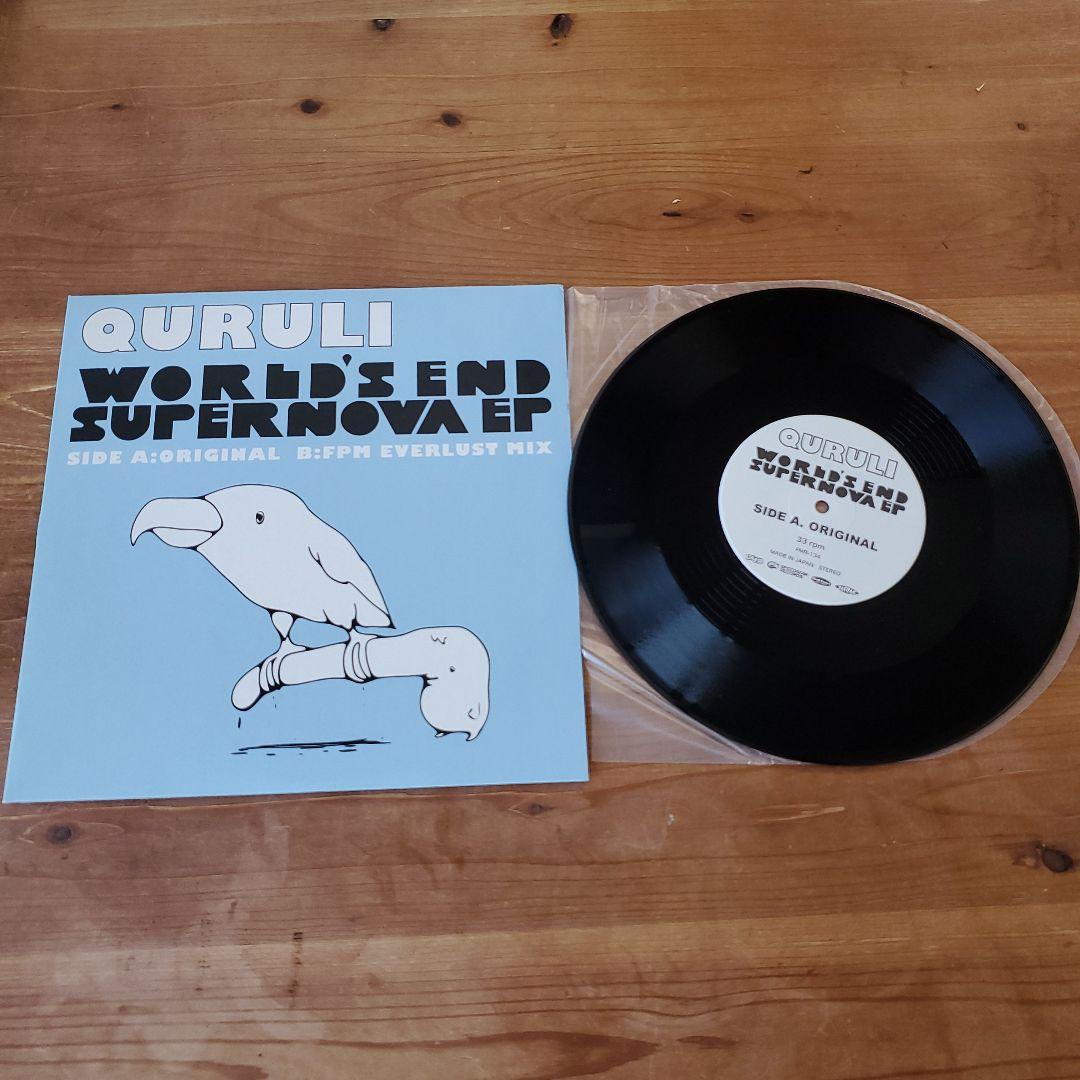 QURULI
WORLD'S END
SUPERNOVA EP
SIDE A:ORIGINAL B:FPM EVERLUST MIX
QURULI
WORLD'S END
SUPERNOVA EP
SIDE A. ORIGINAL
33 rpm
MADE IN JAPAN STEREO